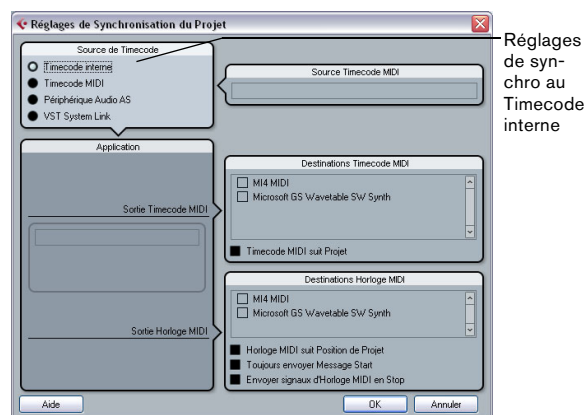 Réglages de Synchronisation du Projet
Source de Timecode
Timecode interne
Timecode MIDI
Périphérique Audio AS
VST System Link
Source Timecode MIDI
Réglages
de syn-
chro au
Timecode
interne
Application
Sortie Timecode MIDI
Destinations Timecode MIDI
MI4 MIDI
Microsoft GS Wavetable SW Synth
Timecode MIDI suit Projet
Destinations Horloge MIDI
MI4 MIDI
Microsoft GS Wavetable SW Synth
Sortie Horloge MIDI
Horloge MIDI suit Position de Projet
Toujours envoyer Message Start
Envoyer signaux d'Horloge MIDI en Stop
Aide
OK
Annuler